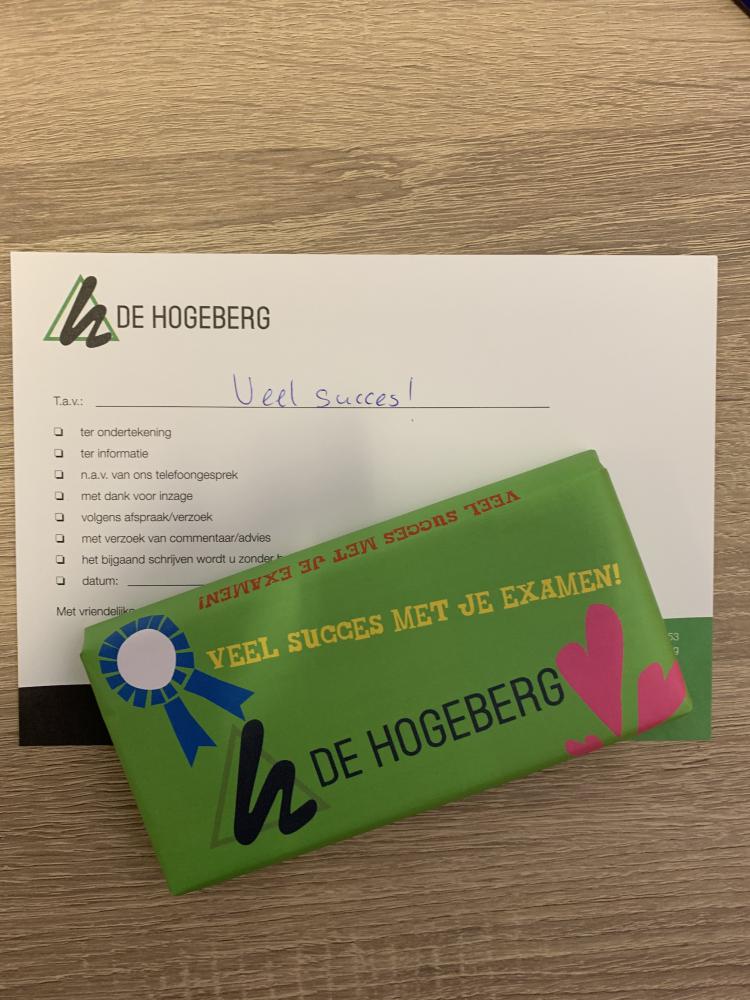 h DE HOGEBERG
T.a.v.: Veel succes!
ter ondertekening
ter informatie
n.a.v. van ons telefoongesprek
met dank voor inzage
volgens afspraak/verzoek
met verzoek van commentaar/advies
het bijgaand schrijven wordt u zonder
datum:
Met vriendelijke
53
9
VEEL SUCCES MET JE EXAMEN!
VEEL SUCCES MET JE EXAMEN!
h DE HOGEBERG